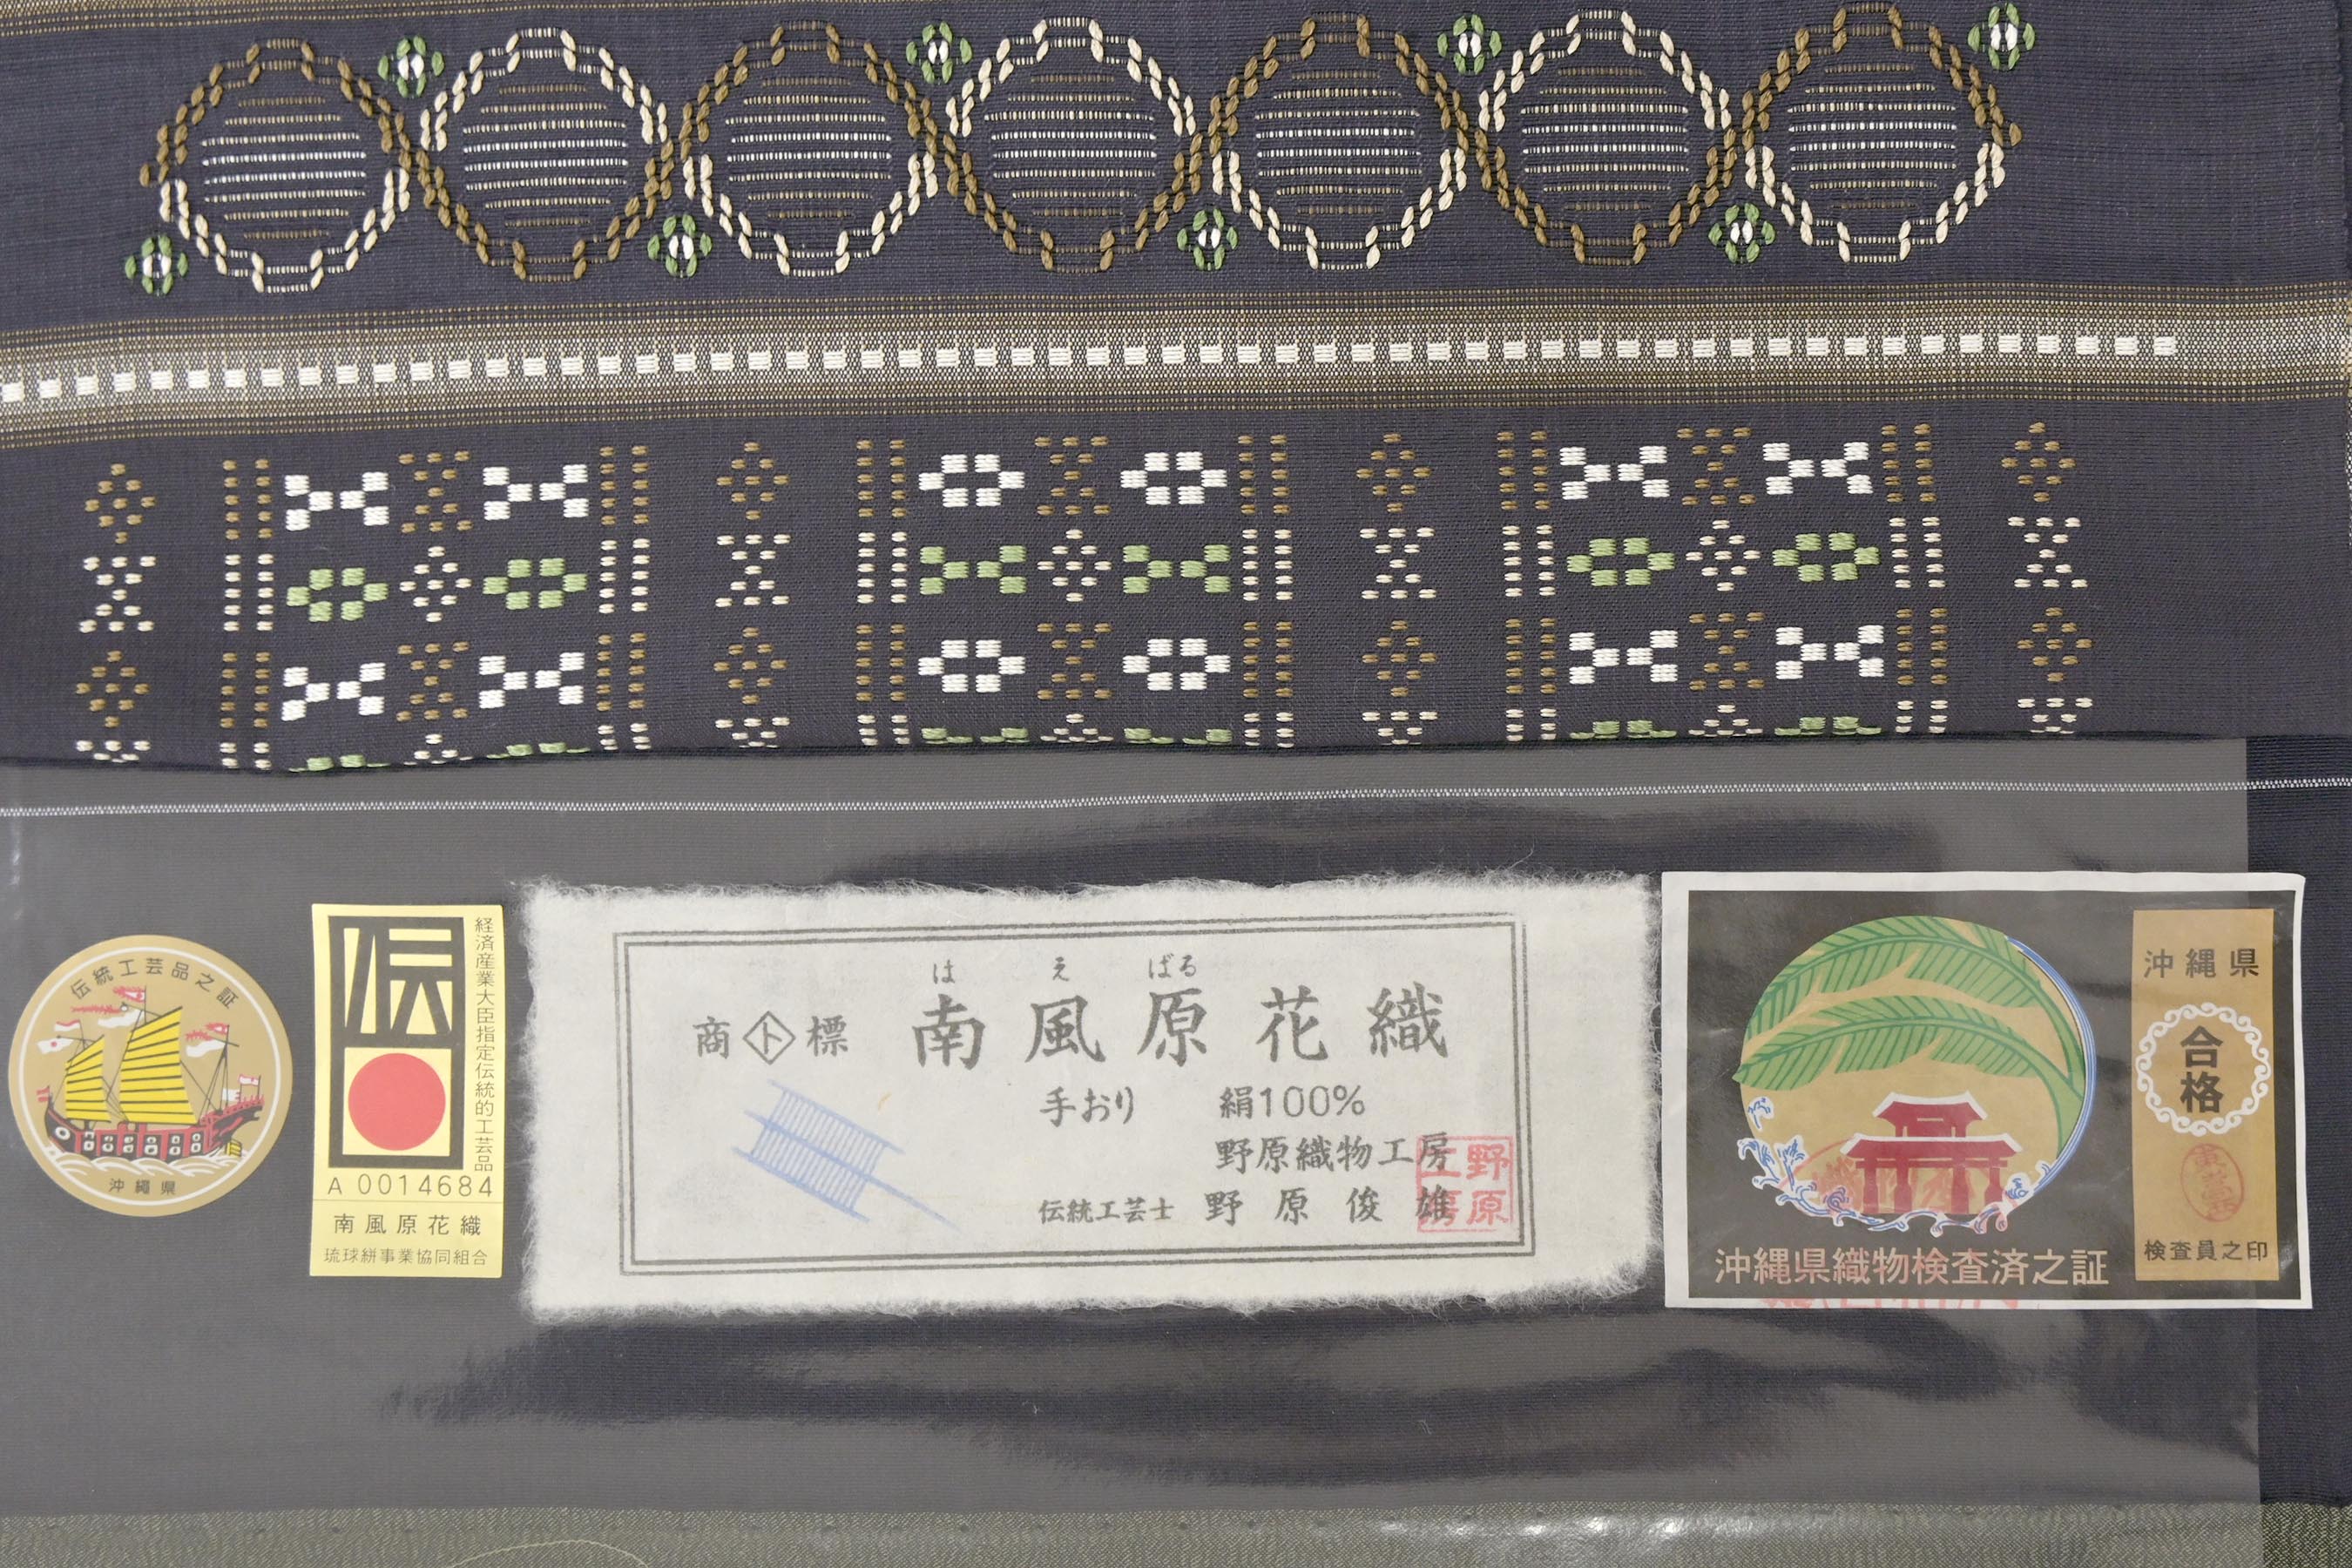 伝統工芸品之証
沖縄県
伝
経済産業大臣指定伝統的工芸品
A 0014684
南風原花織
琉球絣事業協同組合
は え ばる
商ト標 南風原花織
手おり 絹100%
野原織物工房
伝統工芸士 野原俊雄
野原工房
沖縄県織物検査済之証
沖縄県
合格
検査員之印